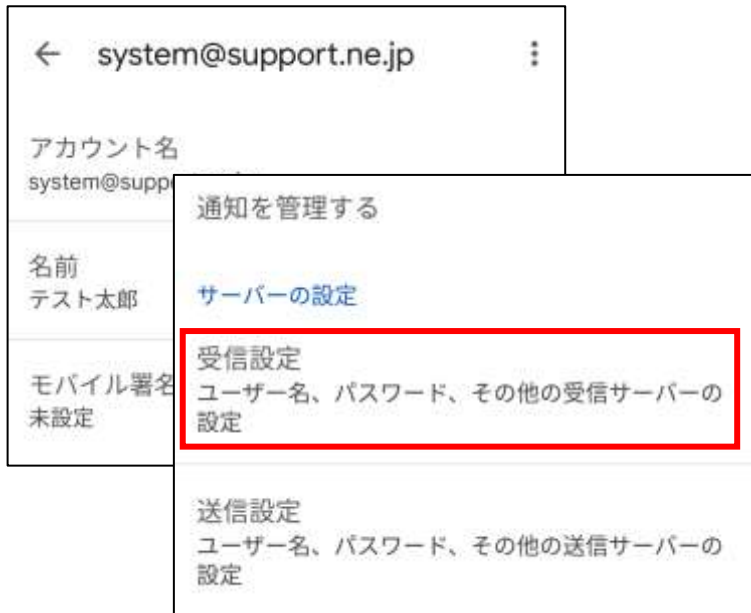 system@support.ne.jp
アカウント名
system@supp
名前
テスト太郎
モバイル署名
未設定
通知を管理する
サーバーの設定
受信設定
ユーザー名、パスワード、その他の受信サーバーの
設定
送信設定
ユーザー名、パスワード、その他の送信サーバーの
設定